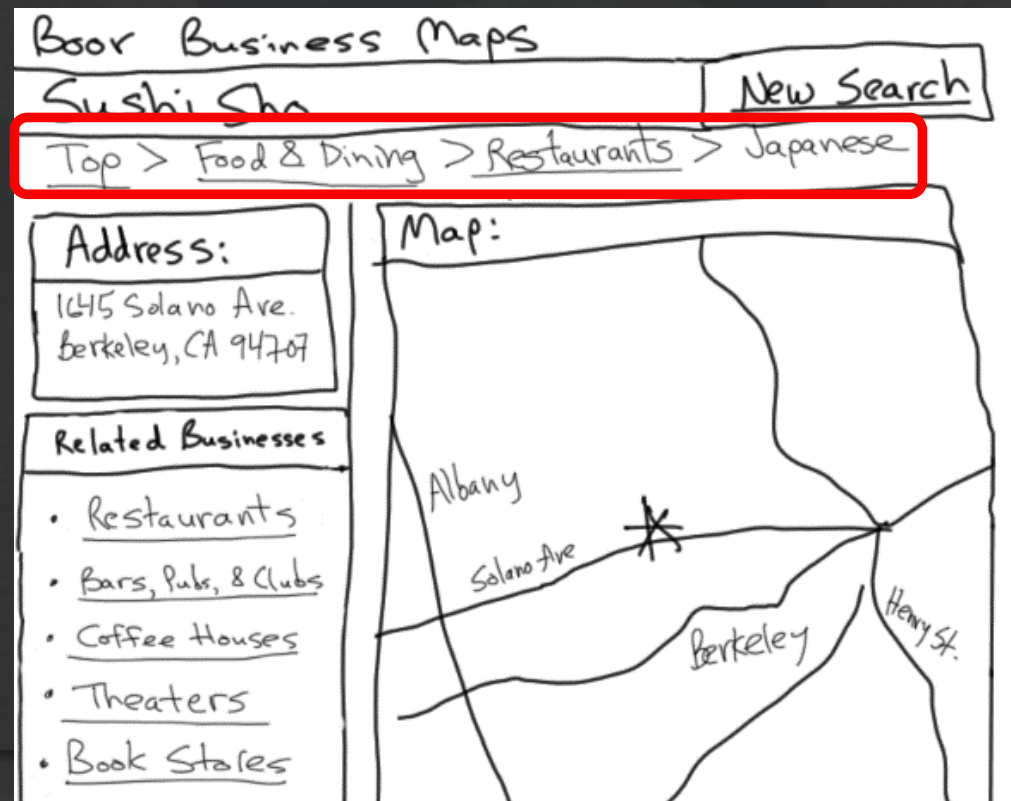 Boor Business Maps
Sushi Sho
New Search
Top > Food & Dining > Restaurants > Japanese
Address:
1645 Solano Ave.
Berkeley, CA 94707
Map:
Related Businesses
• Restaurants
• Bars, Pubs, & Clubs
• Coffee Houses
• Theaters
• Book Stores
Albany
Solano Ave
Berkeley
Henry St.